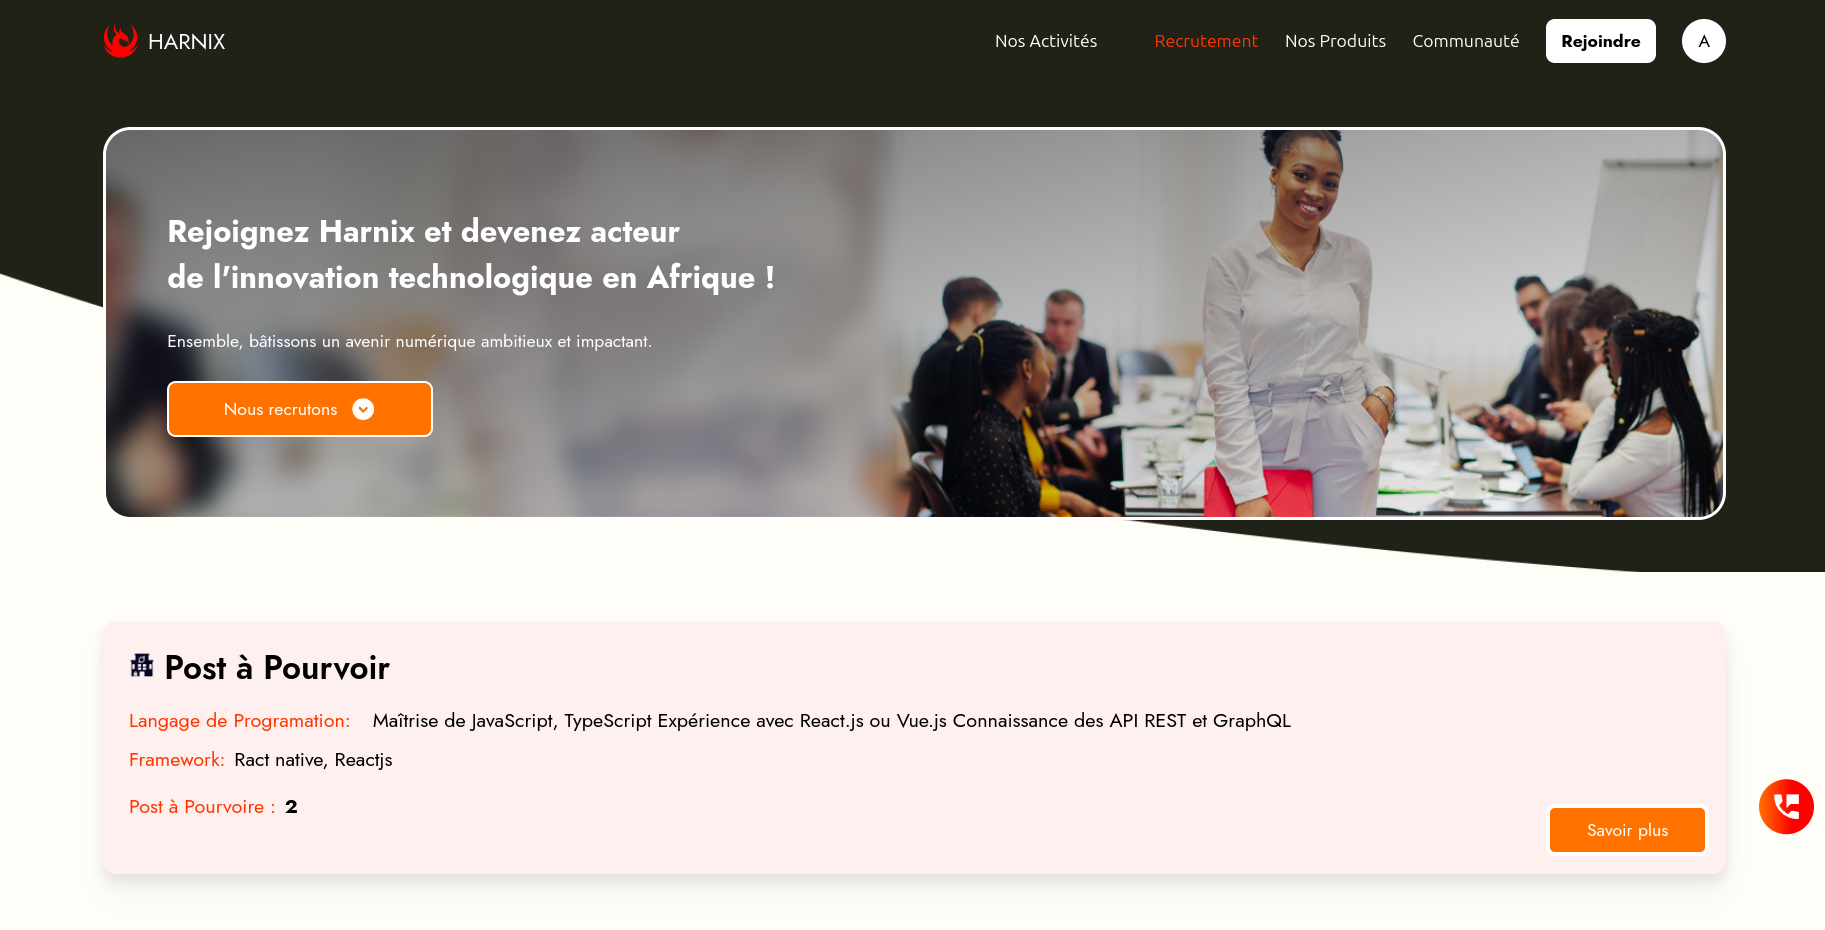 HARNIX
Nos Activités
Recrutement
Nos Produits
Communauté
Rejoindre
A
Rejoignez Harnix et devenez acteur
de l'innovation technologique en Afrique !
Ensemble, bâtissons un avenir numérique ambitieux et impactant.
Nous recrutons
Post à Pourvoir
Langage de Programation: Maîtrise de JavaScript, TypeScript Expérience avec React.js ou Vue.js Connaissance des API REST et GraphQL
Framework: Ract native, Reactjs
Post à Pourvoire : 2
Savoir plus